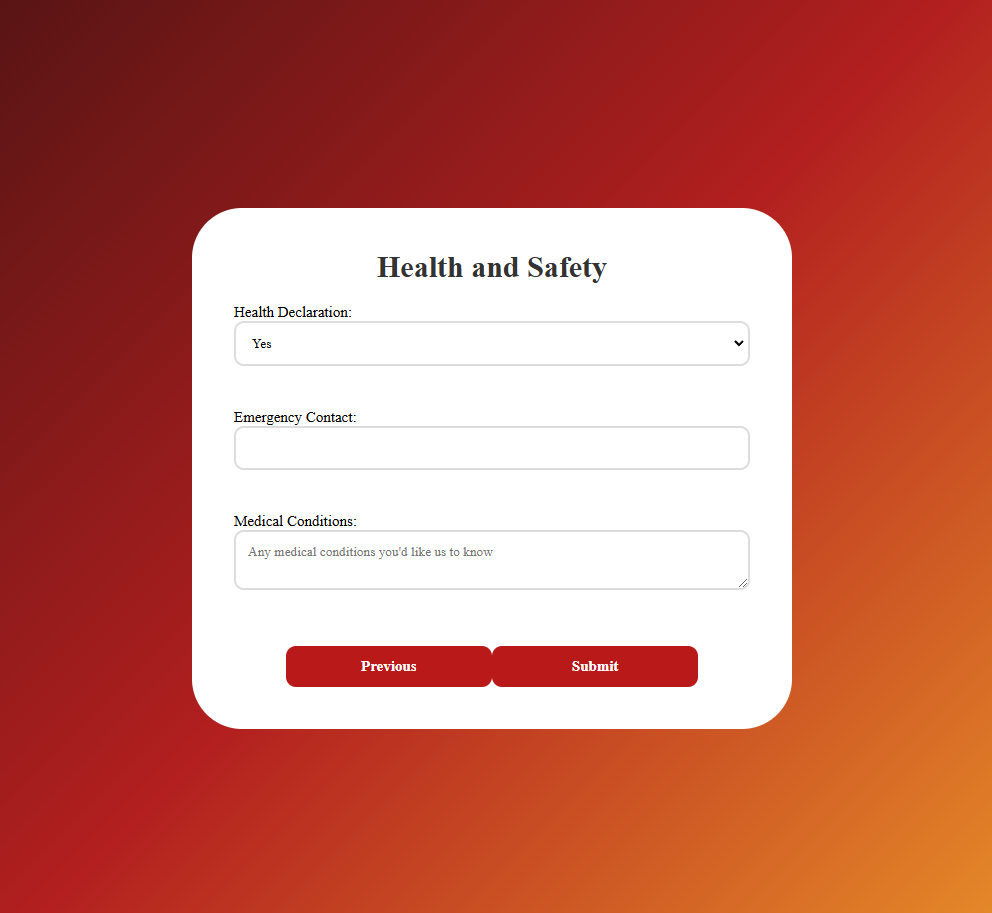 Health and Safety
Health Declaration:
Yes
Emergency Contact:
Medical Conditions:
Any medical conditions you'd like us to know
Previous Submit